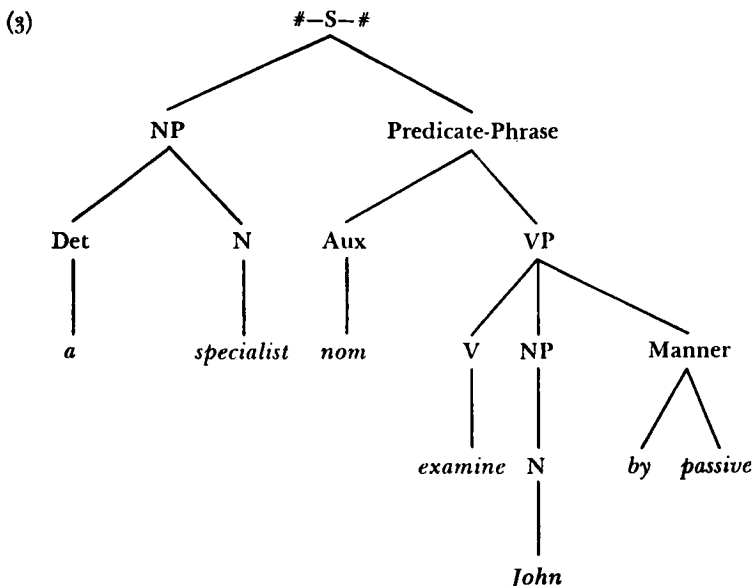 (3) #–S–#
NP Predicate-Phrase
Det N Aux VP
a specialist nom V NP Manner
examine N by passive
John